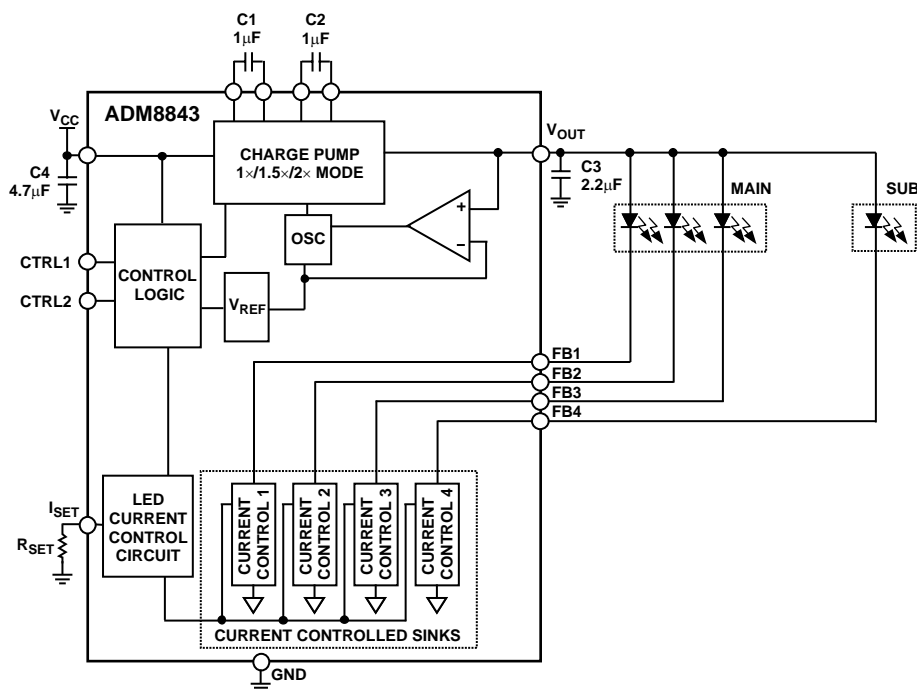 C1
1μF
C2
1μF
ADM8843
VCC
C4
4.7μF
CHARGE PUMP
1×/1.5×/2× MODE
VOUT
C3
2.2μF
MAIN
SUB
OSC
+
–
CTRL1
CTRL2
CONTROL
LOGIC
VREF
FB1
FB2
FB3
FB4
ISET
RSET
LED
CURRENT
CONTROL
CIRCUIT
CURRENT
CONTROL 1
CURRENT
CONTROL 2
CURRENT
CONTROL 3
CURRENT
CONTROL 4
CURRENT CONTROLLED SINKS
GND